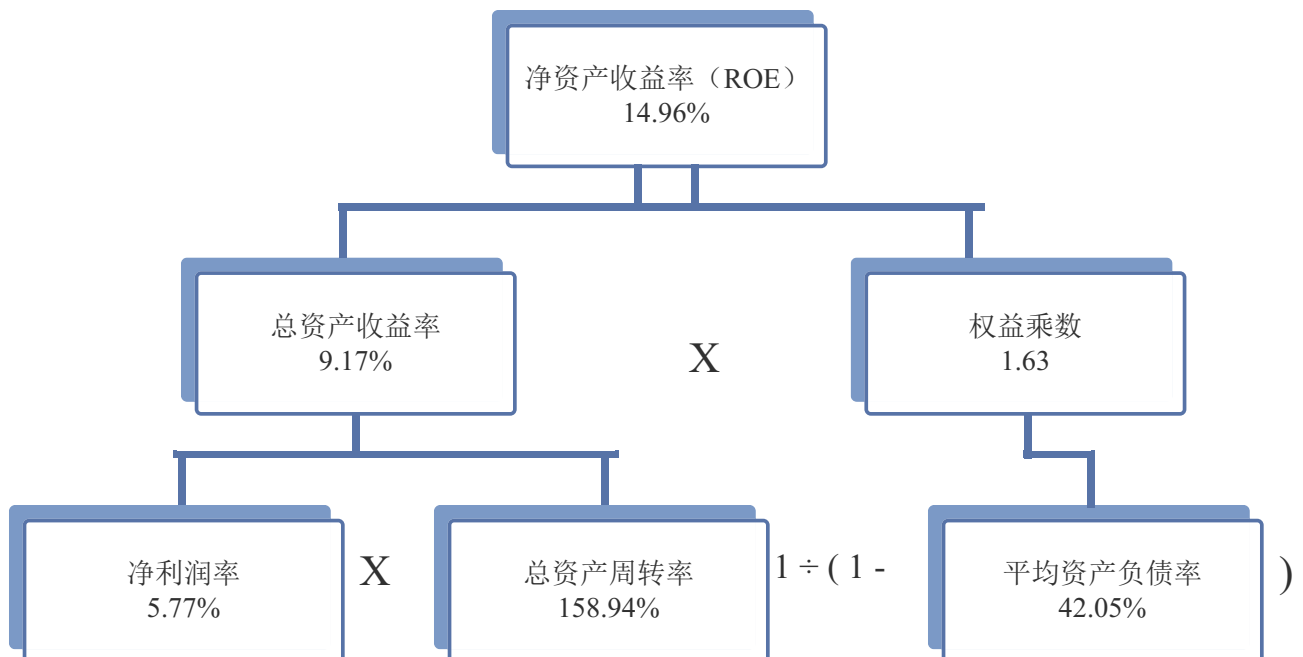 净资产收益率（ROE）
14.96%
总资产收益率
9.17%
X
权益乘数
1.63
净利润率
5.77%
X
总资产周转率
158.94%
1 ÷ ( 1 -
平均资产负债率
42.05%
)